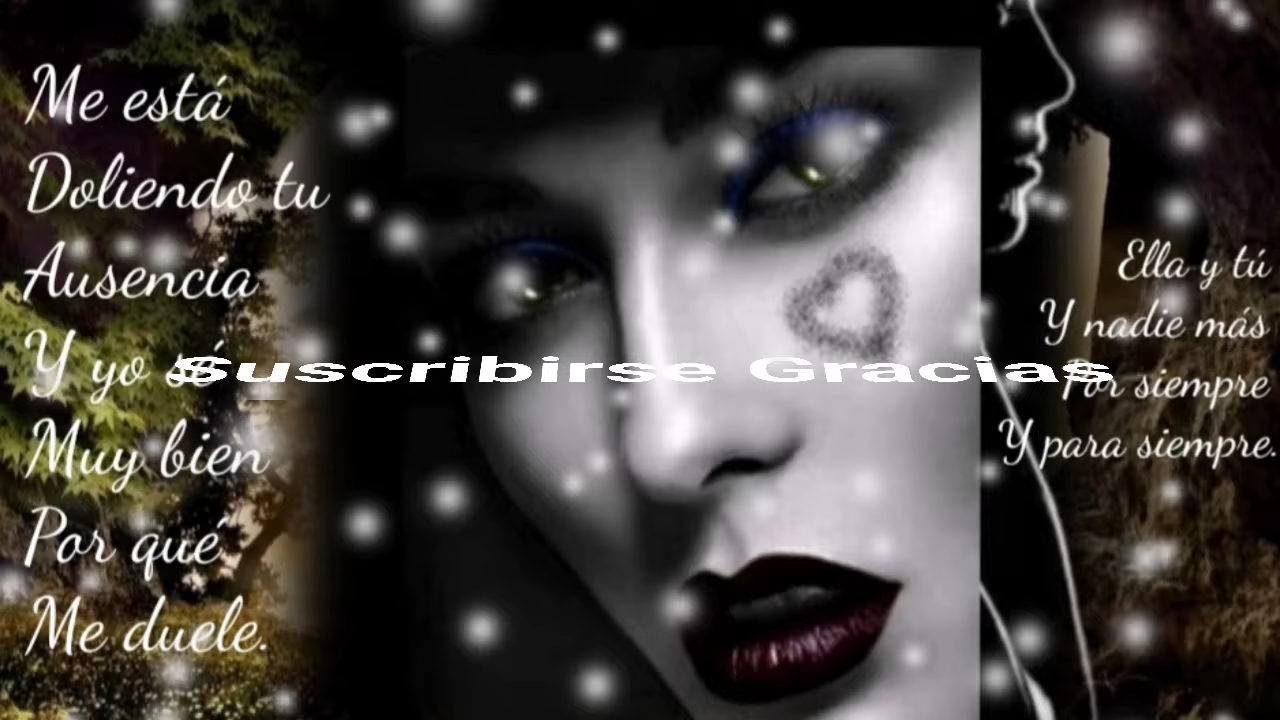 Me está
Doliendo tu
Ausencia
Y yo sé
Muy bien
Por qué
Me duele.
Suscribirse Gracias
Ella y tú
Y nadie más
Por siempre
Y para siempre.